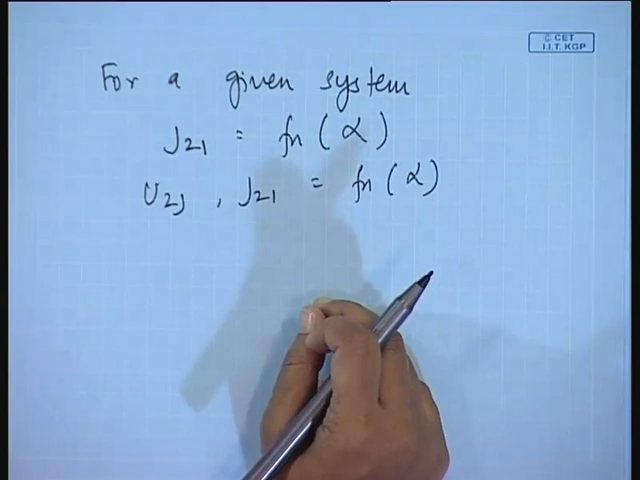 © CET
I.I.T. KGP
For a given system
J21 = fn (α)
U2J , J21 = fn (α)